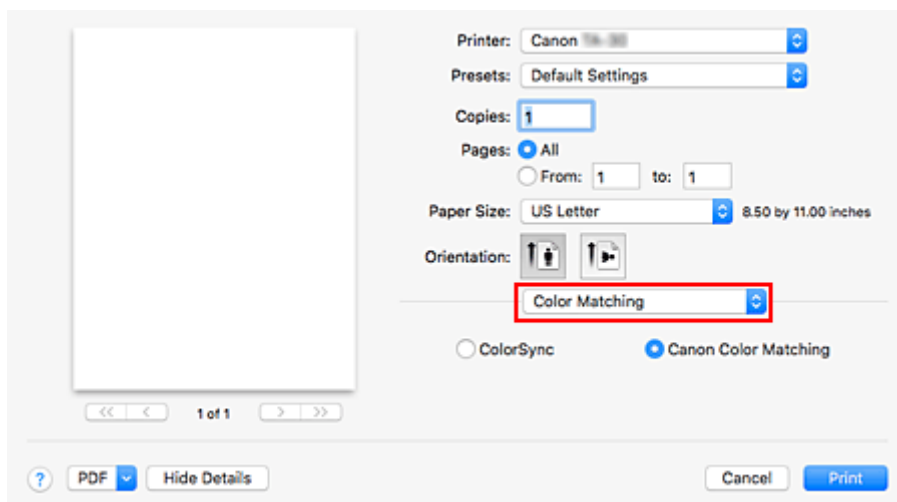 Printer: Canon
Presets: Default Settings
Copies: 1
Pages: All
From: 1 to: 1
Paper Size: US Letter 8.50 by 11.00 inches
Orientation:
Color Matching
ColorSync Canon Color Matching
1 of 1
? PDF Hide Details Cancel Print